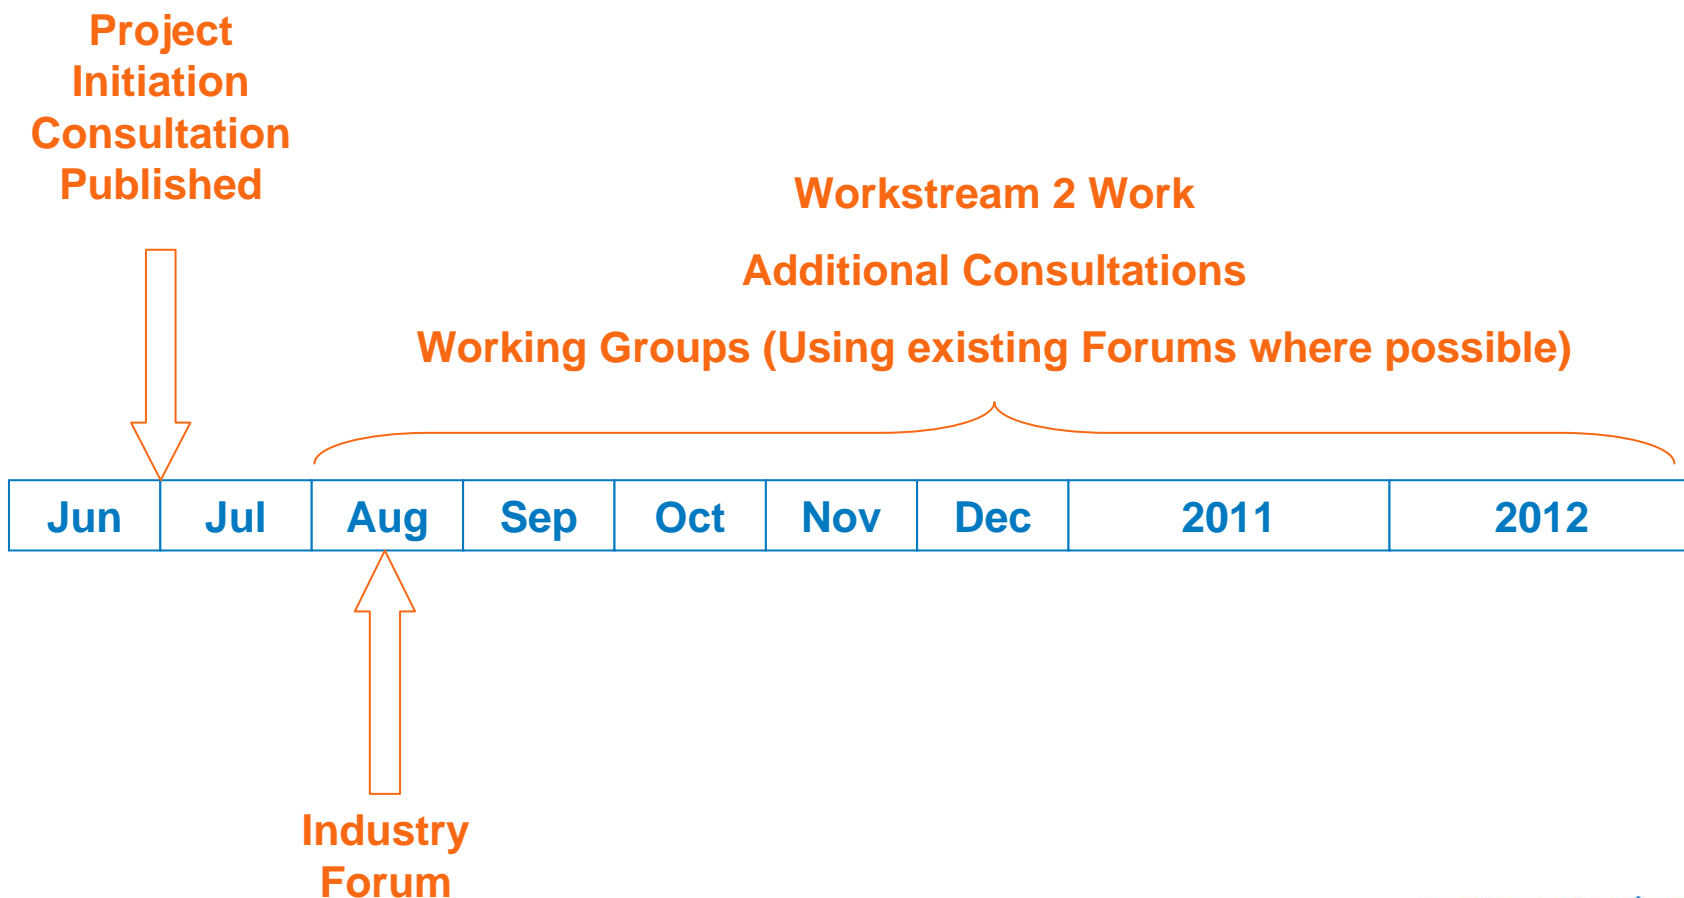 Project
Initiation
Consultation
Published
Workstream 2 Work
Additional Consultations
Working Groups (Using existing Forums where possible)
Jun Jul Aug Sep Oct Nov Dec 2011 2012
Industry
Forum